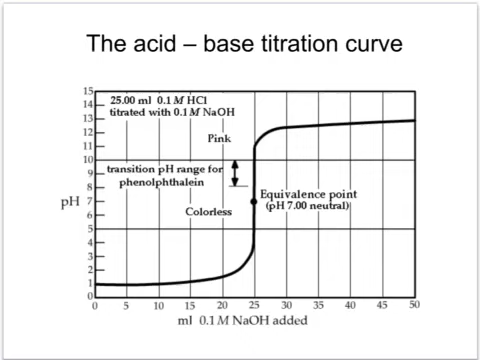 The acid – base titration curve
25.00 ml 0.1 M HCl
titrated with 0.1 M NaOH
Pink
transition pH range for
phenolphthalein
Colorless
Equivalence point
(pH 7.00 neutral)
pH
15
14
13
12
11
10
9
8
7
6
5
4
3
2
1
0
0 5 10 15 20 25 30 35 40 45 50
ml 0.1 M NaOH added